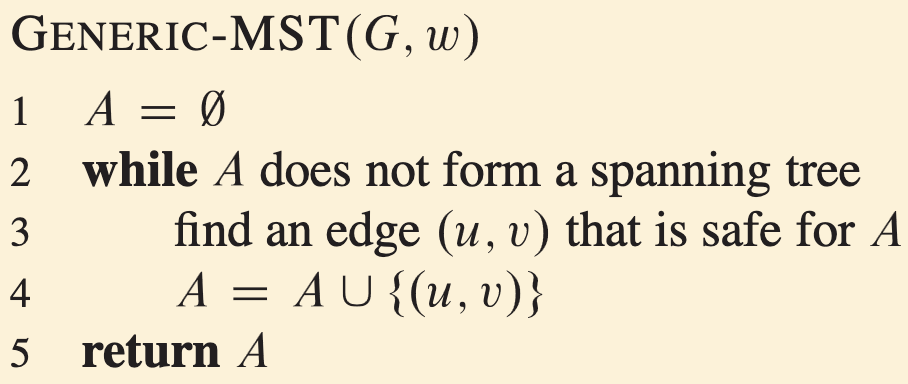 GENERIC-MST(G, w)
1 A = ∅
2 while A does not form a spanning tree
3 find an edge (u, v) that is safe for A
4 A = A ∪ {(u, v)}
5 return A